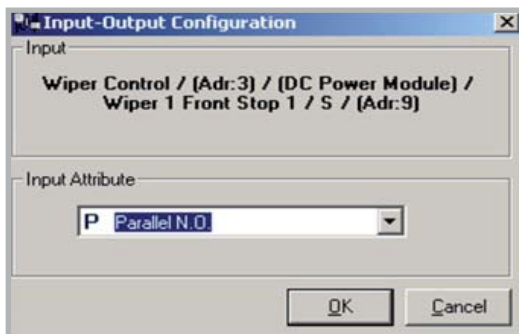 Input-Output Configuration
Input
Wiper Control / (Adr:3) / (DC Power Module) /
Wiper 1 Front Stop 1 / S / (Adr:9)
Input Attribute
P Parallel N.O.
OK Cancel